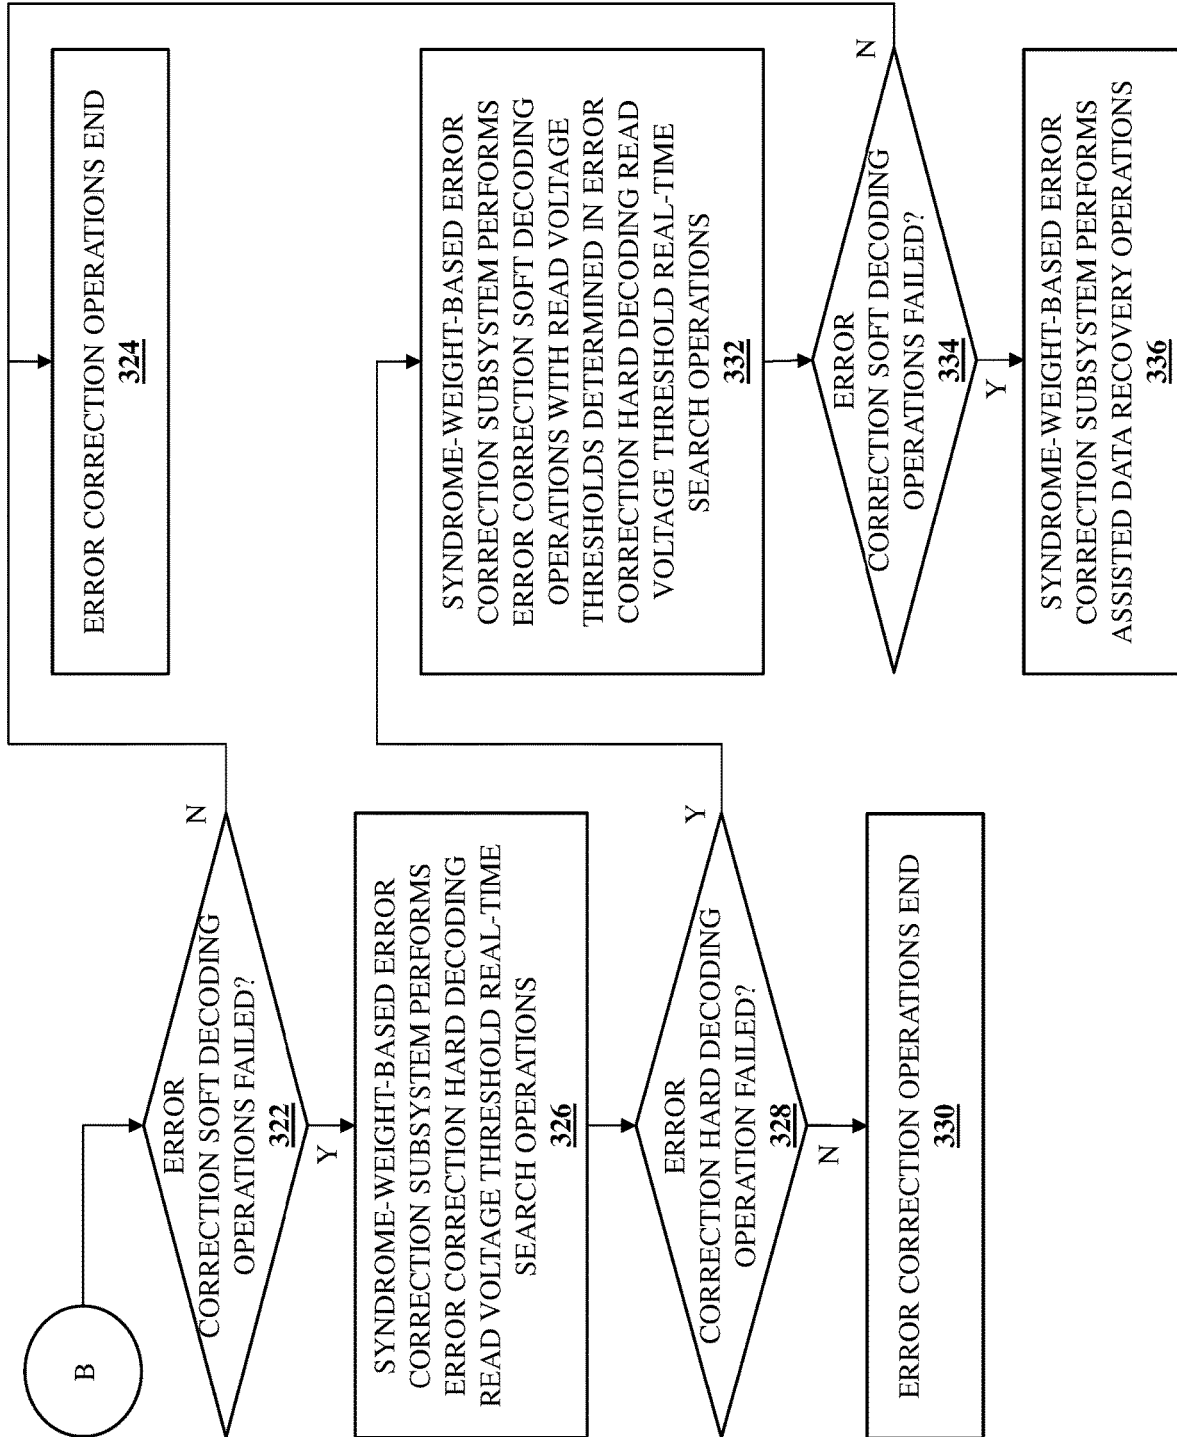 B
ERROR
CORRECTION SOFT DECODING
OPERATIONS FAILED?
322
N
Y
ERROR CORRECTION OPERATIONS END
324
SYNDROME-WEIGHT-BASED ERROR
CORRECTION SUBSYSTEM PERFORMS
ERROR CORRECTION HARD DECODING
READ VOLTAGE THRESHOLD REAL-TIME
SEARCH OPERATIONS
326
ERROR
CORRECTION HARD DECODING
OPERATION FAILED?
328
Y
N
ERROR CORRECTION OPERATIONS END
330
SYNDROME-WEIGHT-BASED ERROR
CORRECTION SUBSYSTEM PERFORMS
ERROR CORRECTION SOFT DECODING
OPERATIONS WITH READ VOLTAGE
THRESHOLDS DETERMINED IN ERROR
CORRECTION HARD DECODING READ
VOLTAGE THRESHOLD REAL-TIME
SEARCH OPERATIONS
332
ERROR
CORRECTION SOFT DECODING
OPERATIONS FAILED?
334
N
Y
SYNDROME-WEIGHT-BASED ERROR
CORRECTION SUBSYSTEM PERFORMS
ASSISTED DATA RECOVERY OPERATIONS
336